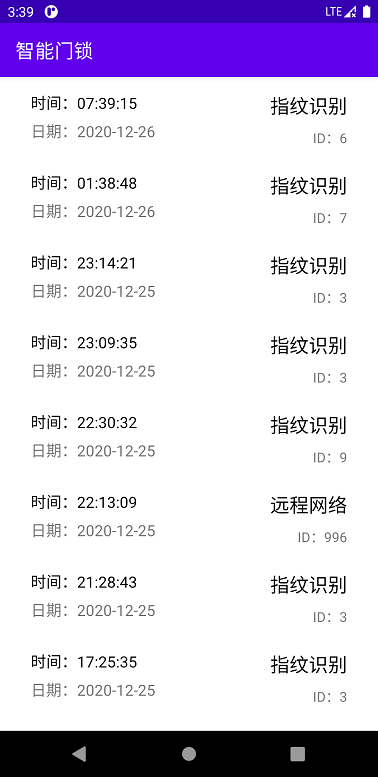 3:39 LTE
智能门锁
时间：07:39:15 指纹识别
日期：2020-12-26 ID：6
时间：01:38:48 指纹识别
日期：2020-12-26 ID：7
时间：23:14:21 指纹识别
日期：2020-12-25 ID：3
时间：23:09:35 指纹识别
日期：2020-12-25 ID：3
时间：22:30:32 指纹识别
日期：2020-12-25 ID：9
时间：22:13:09 远程网络
日期：2020-12-25 ID：996
时间：21:28:43 指纹识别
日期：2020-12-25 ID：3
时间：17:25:35 指纹识别
日期：2020-12-25 ID：3